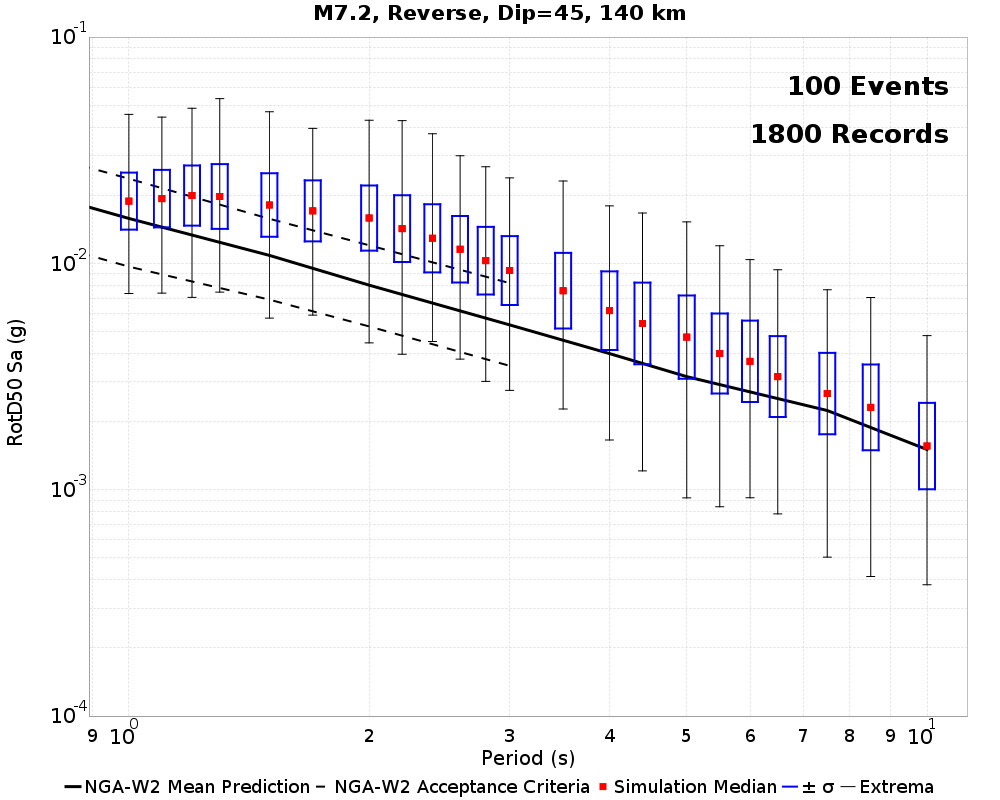 M7.2, Reverse, Dip=45, 140 km
100 Events
1800 Records
RotD50 Sa (g)
10-1
10-2
10-3
10-4
9 100 2 3 4 5 6 7 8 9 101
Period (s)
NGA-W2 Mean Prediction NGA-W2 Acceptance Criteria Simulation Median ± σ Extrema